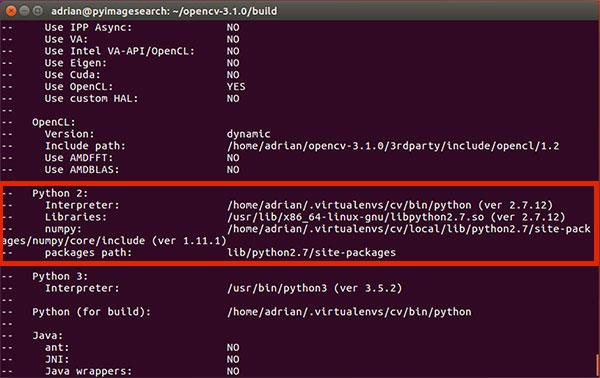 adrian@pyimagesearch: ~/opencv-3.1.0/build
-- Use IPP Async: NO
-- Use VA: NO
-- Use Intel VA-API/OpenCL: NO
-- Use Eigen: NO
-- Use Cuda: NO
-- Use OpenCL: YES
-- Use custom HAL: NO
--
-- OpenCL:
-- Version: dynamic
-- Include path: /home/adrian/opencv-3.1.0/3rdparty/include/opencl/1.2
-- Use AMDFFT: NO
-- Use AMDBLAS: NO
--
-- Python 2:
-- Interpreter: /home/adrian/.virtualenvs/cv/bin/python (ver 2.7.12)
-- Libraries: /usr/lib/x86_64-linux-gnu/libpython2.7.so (ver 2.7.12)
-- numpy: /home/adrian/.virtualenvs/cv/local/lib/python2.7/site-pack
ages/numpy/core/include (ver 1.11.1)
-- packages path: lib/python2.7/site-packages
--
-- Python 3:
-- Interpreter: /usr/bin/python3 (ver 3.5.2)
--
-- Python (for build): /home/adrian/.virtualenvs/cv/bin/python
--
-- Java:
-- ant: NO
-- JNI: NO
-- Java wrappers: NO